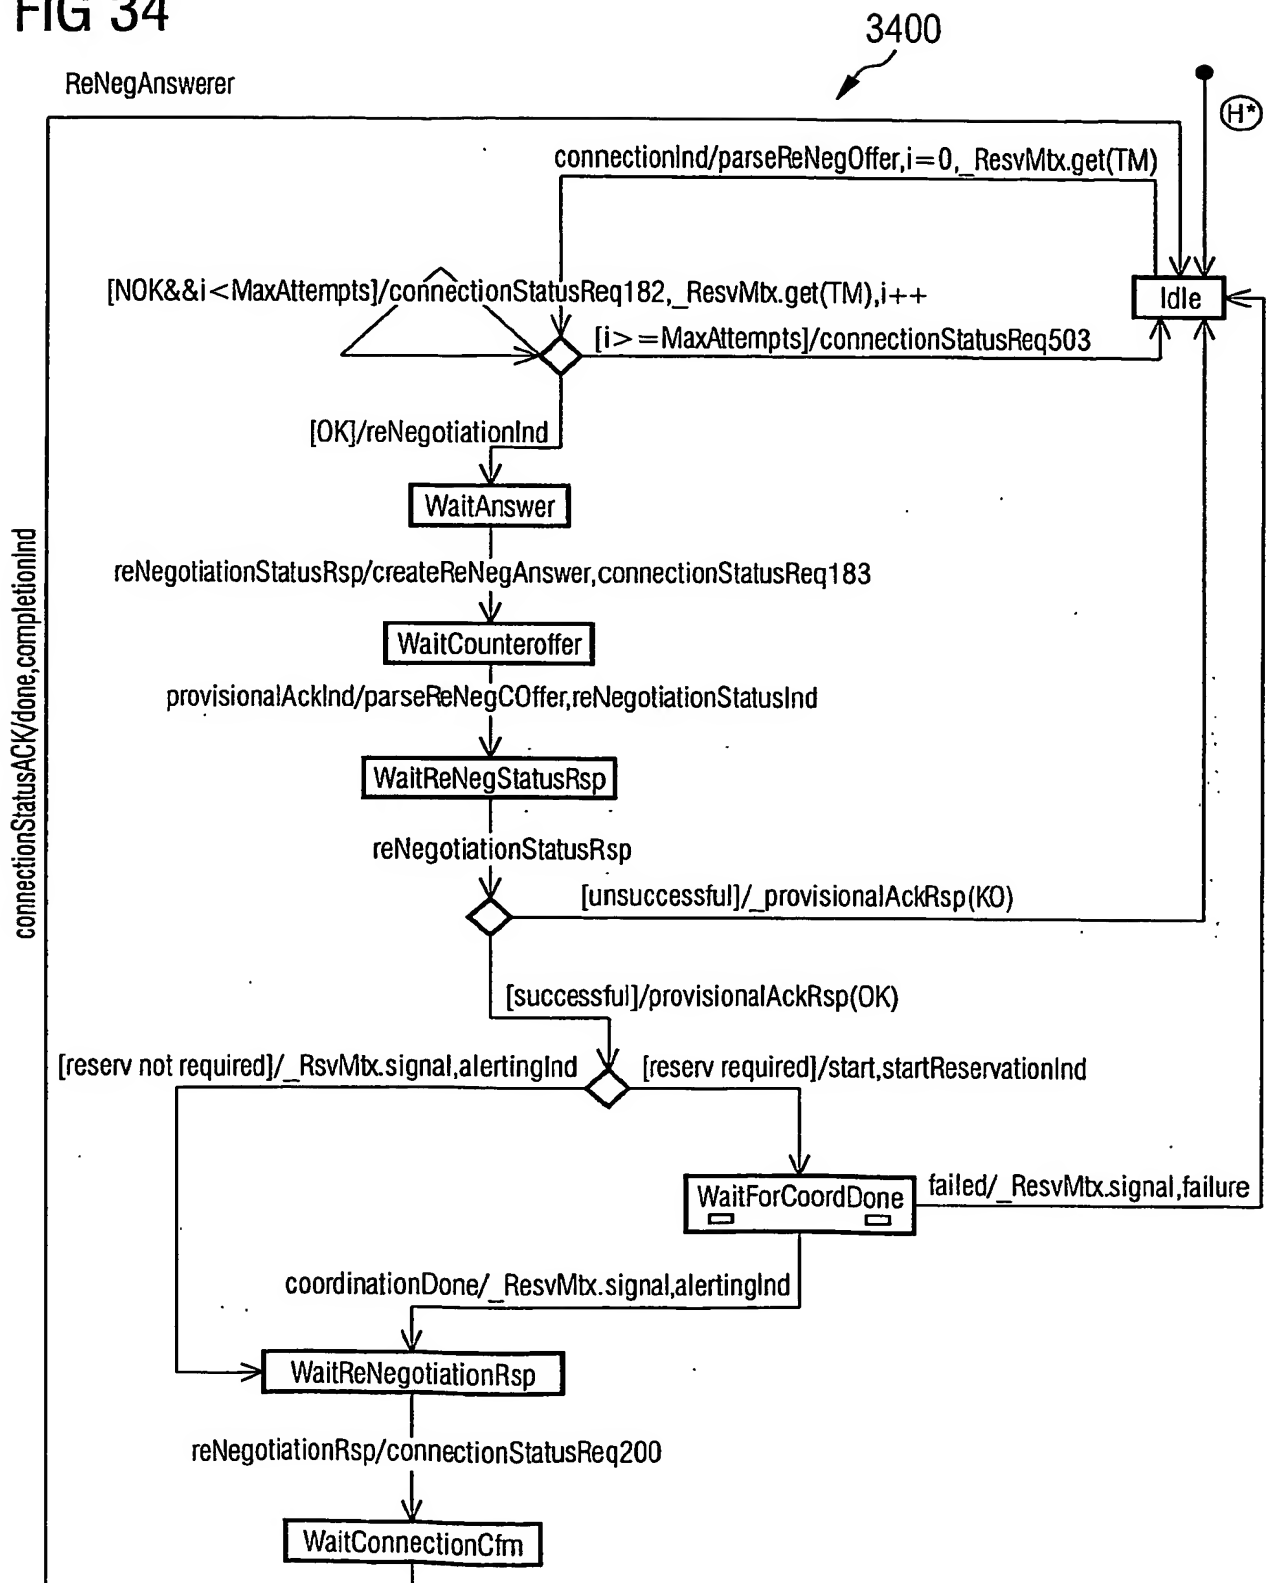 FIG 34
3400
ReNegAnswerer
H*
connectionInd/parseReNegOffer,i=0,_ResvMtx.get(TM)
[NOK&&i<MaxAttempts]/connectionStatusReq182,_ResvMtx.get(TM),i++
Idle
[i>=MaxAttempts]/connectionStatusReq503
[OK]/reNegotiationInd
WaitAnswer
reNegotiationStatusRsp/createReNegAnswer,connectionStatusReq183
WaitCounteroffer
provisionalAckInd/parseReNegCOffer,reNegotiationStatusInd
connectionStatusACK/done,completionInd
WaitReNegStatusRsp
reNegotiationStatusRsp
[unsuccessful]/_provisionalAckRsp(KO)
[successful]/provisionalAckRsp(OK)
[reserv not required]/_RsvMtx.signal,alertingInd
[reserv required]/start,startReservationInd
WaitForCoordDone
failed/_ResvMtx.signal,failure
coordinationDone/_ResvMtx.signal,alertingInd
WaitReNegotiationRsp
reNegotiationRsp/connectionStatusReq200
WaitConnectionCfm